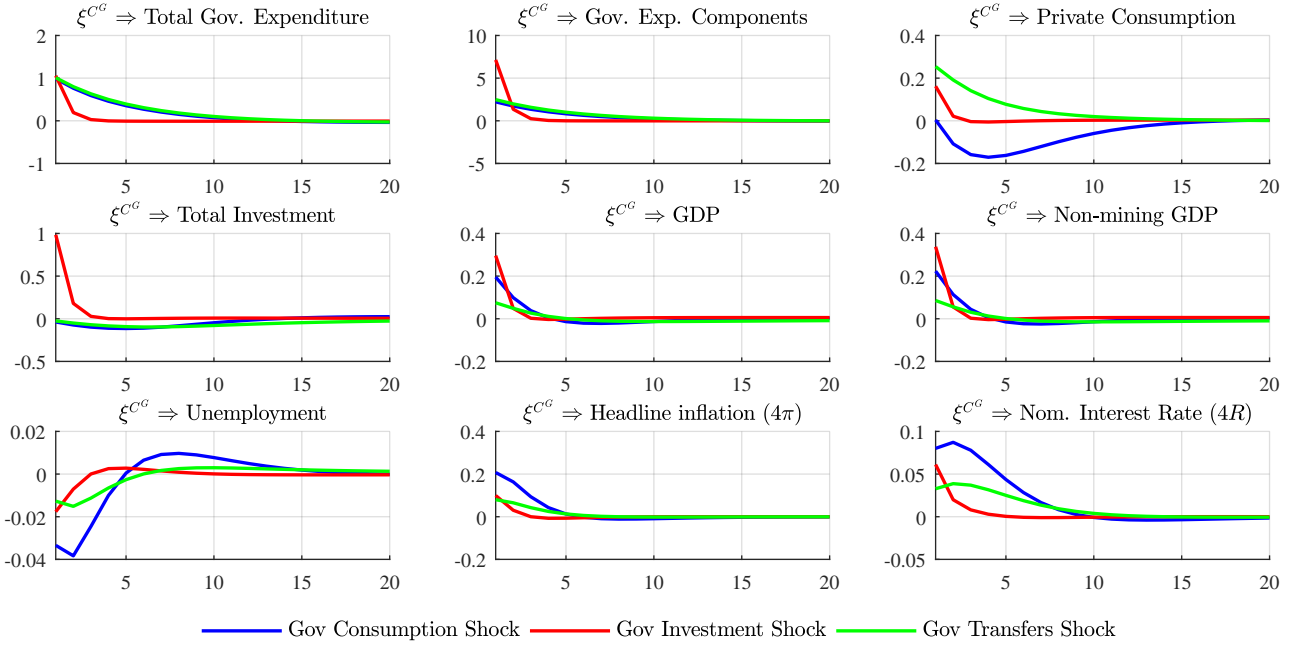 ξ^{C^G} ⇒ Total Gov. Expenditure
2
1
0
-1
5 10 15 20
ξ^{C^G} ⇒ Gov. Exp. Components
10
5
0
-5
5 10 15 20
ξ^{C^G} ⇒ Private Consumption
0.4
0.2
0
-0.2
5 10 15 20
ξ^{C^G} ⇒ Total Investment
1
0.5
0
-0.5
5 10 15 20
ξ^{C^G} ⇒ GDP
0.4
0.2
0
-0.2
5 10 15 20
ξ^{C^G} ⇒ Non-mining GDP
0.4
0.2
0
-0.2
5 10 15 20
ξ^{C^G} ⇒ Unemployment
0.02
0
-0.02
-0.04
5 10 15 20
ξ^{C^G} ⇒ Headline inflation (4π)
0.4
0.2
0
-0.2
5 10 15 20
ξ^{C^G} ⇒ Nom. Interest Rate (4R)
0.1
0.05
0
-0.05
5 10 15 20
Gov Consumption Shock Gov Investment Shock Gov Transfers Shock